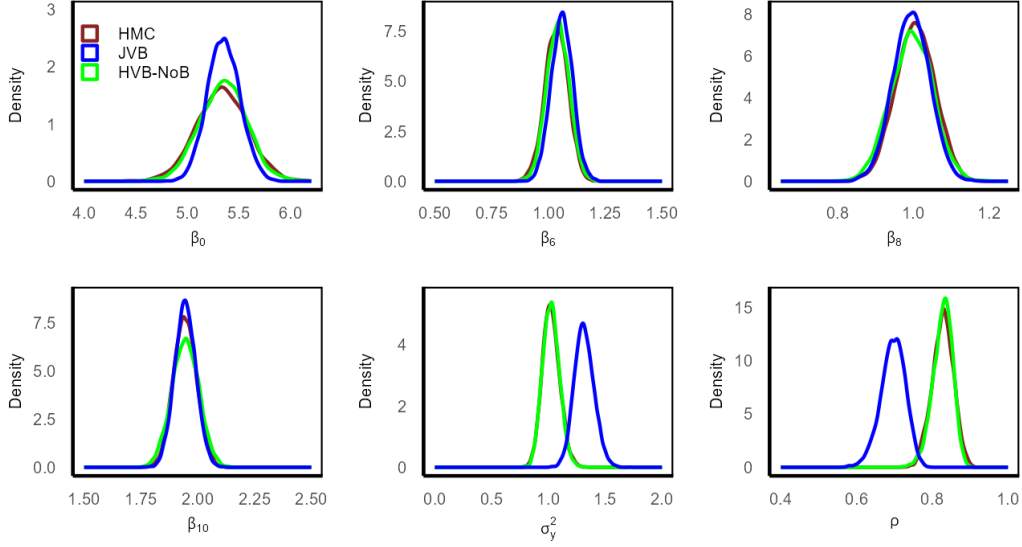 3
2
1
0
Density
HMC
JVB
HVB-NoB
4.0 4.5 5.0 5.5 6.0
β0
7.5
5.0
2.5
0.0
Density
0.50 0.75 1.00 1.25 1.50
β6
8
6
4
2
0
Density
0.8 1.0 1.2
β8
7.5
5.0
2.5
0.0
Density
1.50 1.75 2.00 2.25 2.50
β10
4
2
0
Density
0.0 0.5 1.0 1.5 2.0
σ²y
15
10
5
0
Density
0.4 0.6 0.8 1.0
ρ